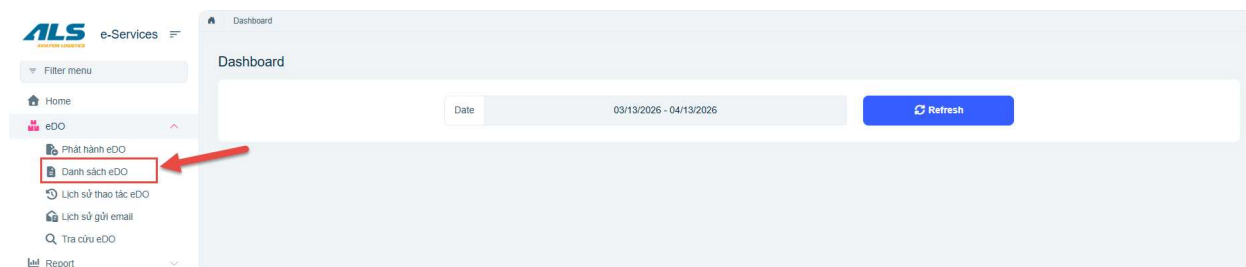 ALS
AVIATION LOGISTICS
e-Services
Filter menu
Home
eDO
Phát hành eDO
Danh sách eDO
Lịch sử thao tác eDO
Lịch sử gửi email
Tra cứu eDO
Report
Dashboard
Dashboard
Date
03/13/2026 - 04/13/2026
Refresh